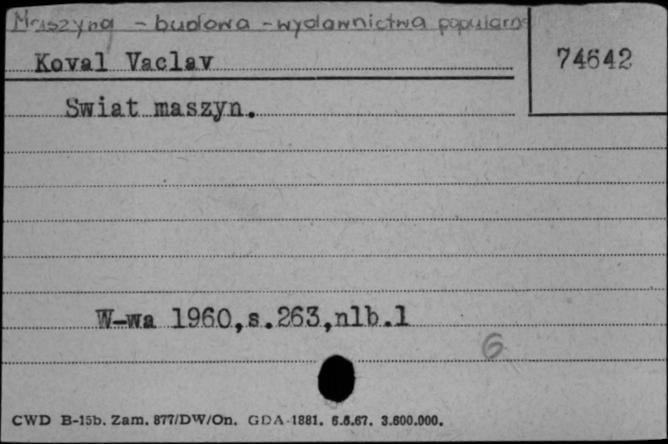 Maszyna - budowa - wydawnictwa popularne
Koval Vaclav
74642
Swiat maszyn.
W-wa 1960,s.263,nlb.1
6
CWD B-15b. Zam. 877/DW/On. GDA-1881. 6.6.67. 3.600.000.